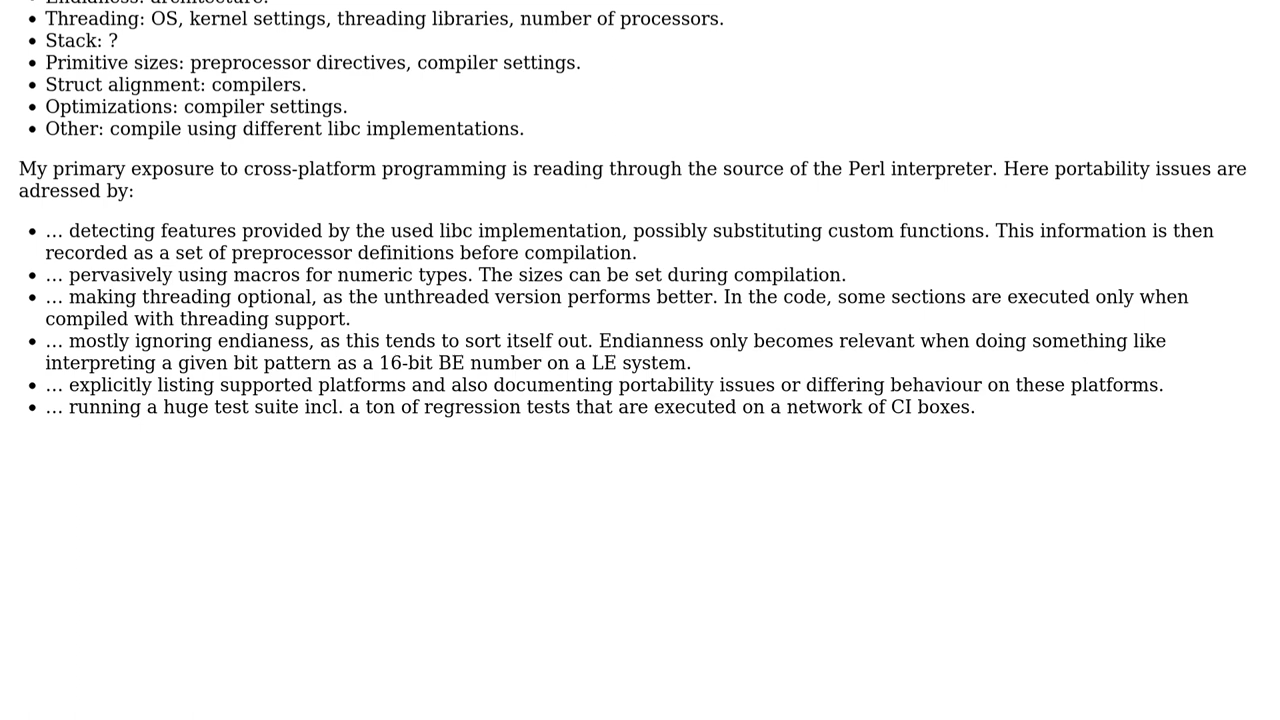 • Threading: OS, kernel settings, threading libraries, number of processors.
• Stack: ?
• Primitive sizes: preprocessor directives, compiler settings.
• Struct alignment: compilers.
• Optimizations: compiler settings.
• Other: compile using different libc implementations.
My primary exposure to cross-platform programming is reading through the source of the Perl interpreter. Here portability issues are
adressed by:
• … detecting features provided by the used libc implementation, possibly substituting custom functions. This information is then
recorded as a set of preprocessor definitions before compilation.
• … pervasively using macros for numeric types. The sizes can be set during compilation.
• … making threading optional, as the unthreaded version performs better. In the code, some sections are executed only when
compiled with threading support.
• … mostly ignoring endianess, as this tends to sort itself out. Endianness only becomes relevant when doing something like
interpreting a given bit pattern as a 16-bit BE number on a LE system.
• … explicitly listing supported platforms and also documenting portability issues or differing behaviour on these platforms.
• … running a huge test suite incl. a ton of regression tests that are executed on a network of CI boxes.